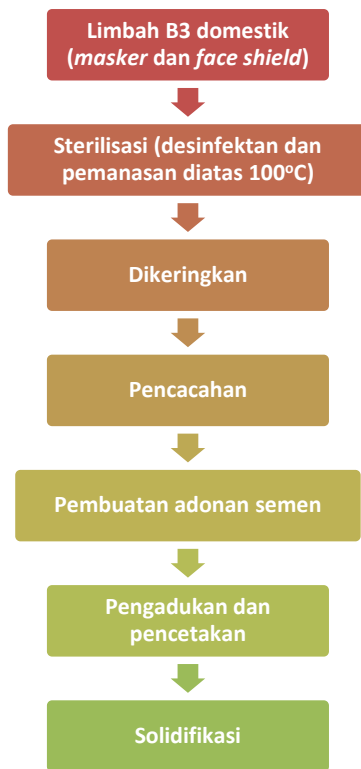 Limbah B3 domestik
(masker dan face shield)
Sterilisasi (desinfektan dan
pemanasan diatas 100°C)
Dikeringkan
Pencacahan
Pembuatan adonan semen
Pengadukan dan
pencetakan
Solidifikasi